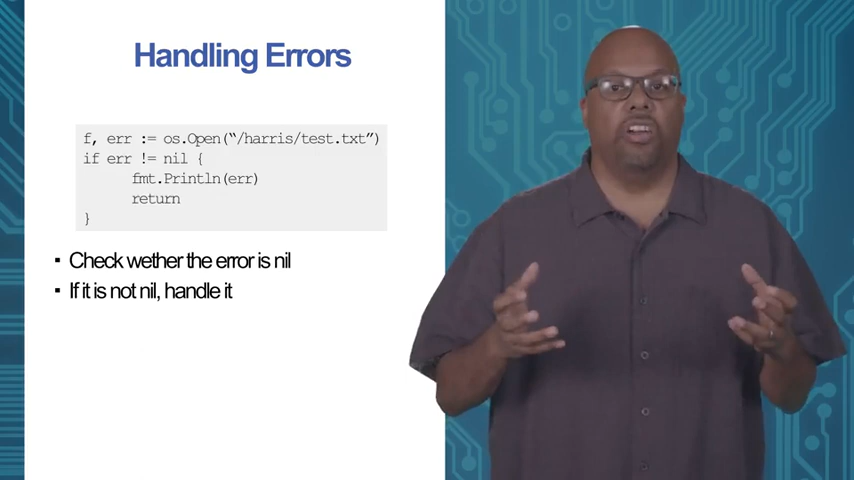 Handling Errors
f, err := os.Open(“/harris/test.txt”)
if err != nil {
fmt.Println(err)
return
}
▪ Check wether the error is nil
▪ If it is not nil, handle it